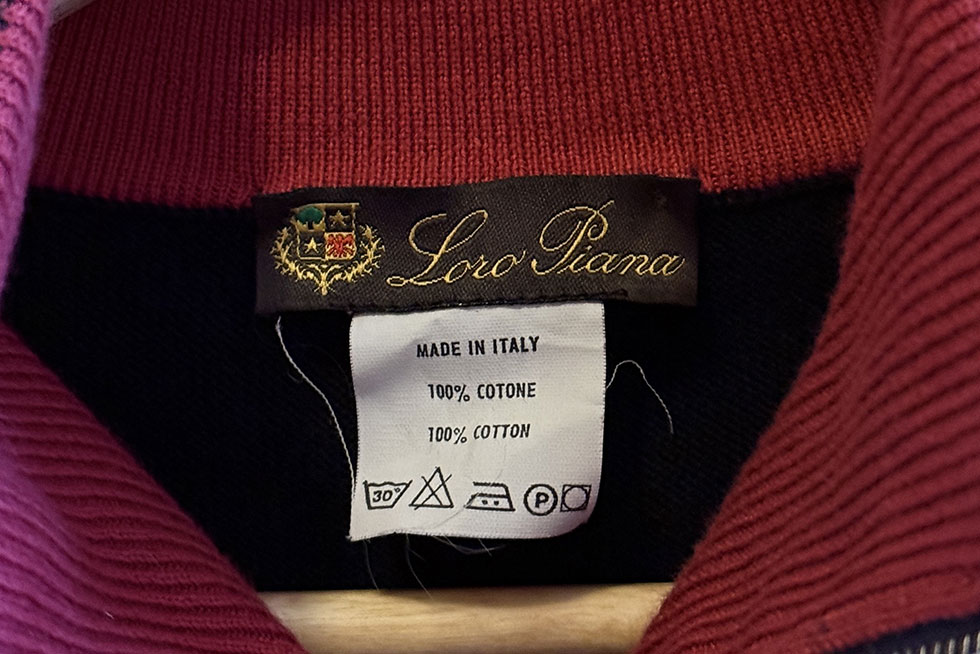 Loro Piana
MADE IN ITALY
100% COTONE
100% COTTON
30° P